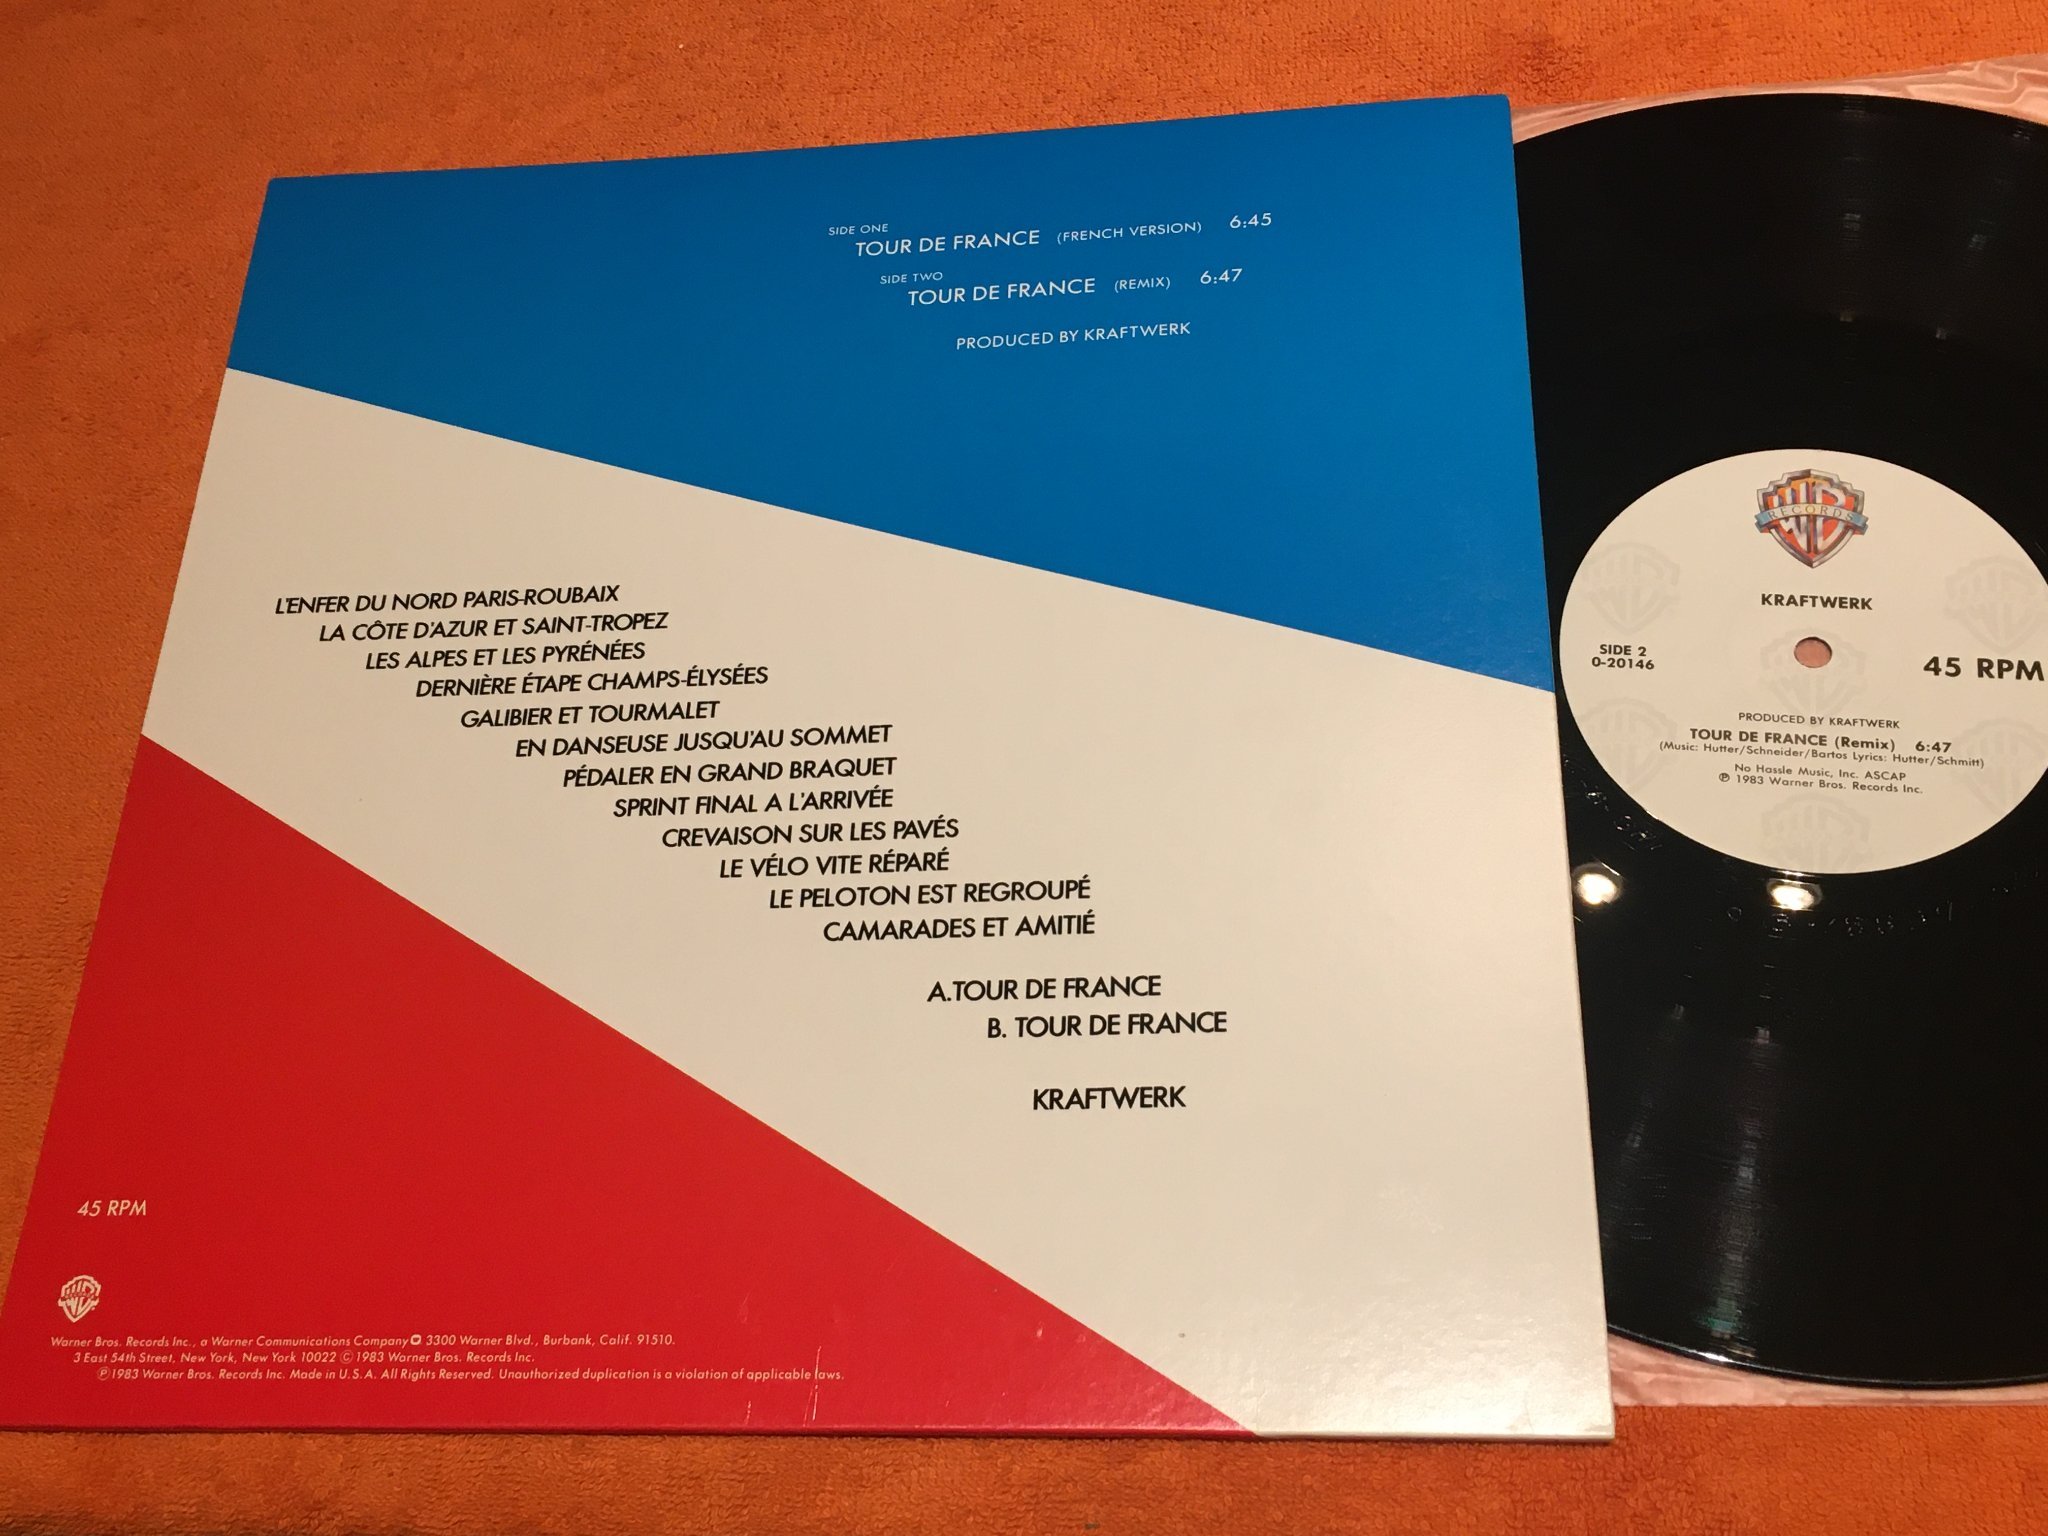 SIDE ONE
TOUR DE FRANCE (FRENCH VERSION) 6:45
SIDE TWO
TOUR DE FRANCE (REMIX) 6:47
PRODUCED BY KRAFTWERK
L'ENFER DU NORD PARIS-ROUBAIX
LA CÔTE D'AZUR ET SAINT-TROPEZ
LES ALPES ET LES PYRÉNÉES
DERNIÈRE ÉTAPE CHAMPS-ÉLYSÉES
GALIBIER ET TOURMALET
EN DANSEUSE JUSQU'AU SOMMET
PÉDALER EN GRAND BRAQUET
SPRINT FINAL A L'ARRIVÉE
CREVAISON SUR LES PAVÉS
LE VÉLO VITE RÉPARÉ
LE PELOTON EST REGROUPÉ
CAMARADES ET AMITIÉ
A.TOUR DE FRANCE
B. TOUR DE FRANCE
KRAFTWERK
45 RPM
Warner Bros. Records Inc., a Warner Communications Company 3300 Warner Blvd., Burbank, Calif. 91510.
3 East 54th Street, New York, New York 10022 © 1983 Warner Bros. Records Inc.
℗ 1983 Warner Bros. Records Inc. Made in U.S.A. All Rights Reserved. Unauthorized duplication is a violation of applicable laws.
RECORDS
KRAFTWERK
SIDE 2
0-20146
45 RPM
PRODUCED BY KRAFTWERK
TOUR DE FRANCE (Remix) 6:47
(Music: Hutter/Schneider/Bartos Lyrics: Hutter/Schmitt)
No Hassle Music, Inc. ASCAP
℗ 1983 Warner Bros. Records Inc.